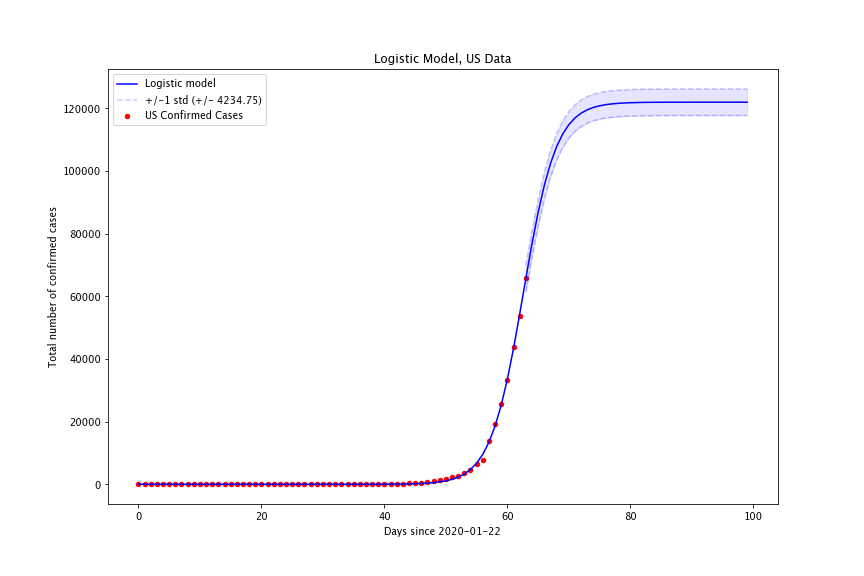 Logistic Model, US Data
Logistic model
+/-1 std (+/- 4234.75)
US Confirmed Cases
Total number of confirmed cases
120000
100000
80000
60000
40000
20000
0
0 20 40 60 80 100
Days since 2020-01-22